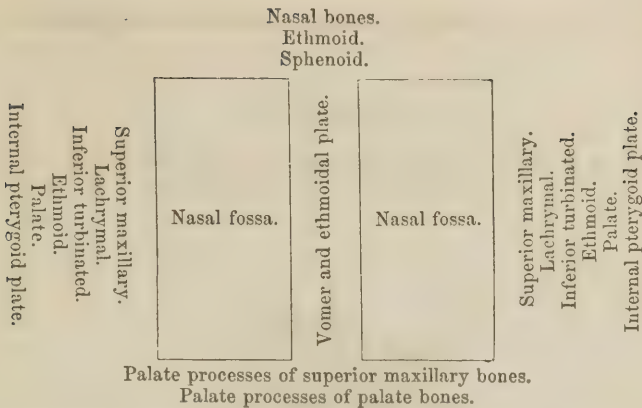 Nasal bones.
Ethmoid.
Sphenoid.
Internal pterygoid plate.
Palate.
Ethmoid.
Inferior turbinated.
Lachrymal.
Superior maxillary.
Nasal fossa.
Vomer and ethmoidal plate.
Nasal fossa.
Superior maxillary.
Lachrymal.
Inferior turbinated.
Ethmoid.
Palate.
Internal pterygoid plate.
Palate processes of superior maxillary bones.
Palate processes of palate bones.